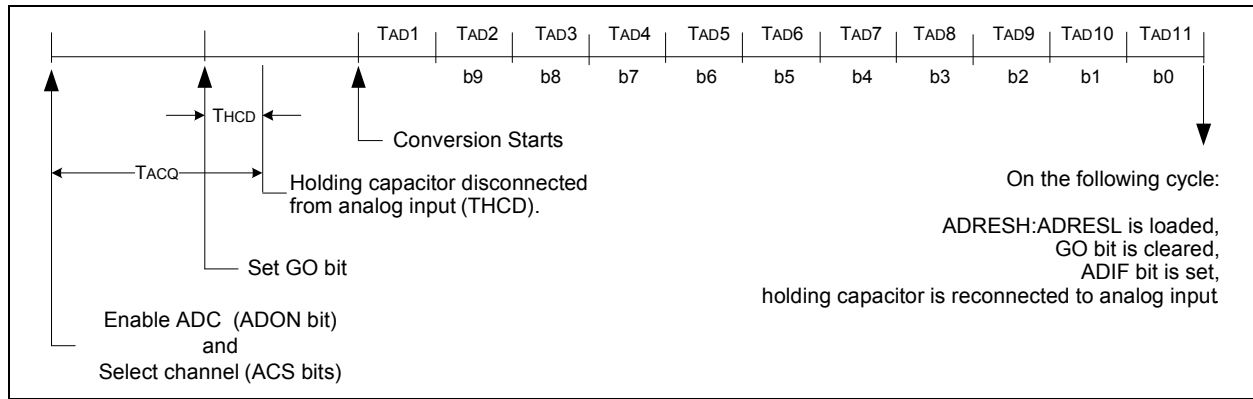 TAD1 TAD2 TAD3 TAD4 TAD5 TAD6 TAD7 TAD8 TAD9 TAD10 TAD11
b9 b8 b7 b6 b5 b4 b3 b2 b1 b0
THCD
Conversion Starts
TACQ
Holding capacitor disconnected
from analog input (THCD).
On the following cycle:
ADRESH:ADRESL is loaded,
GO bit is cleared,
ADIF bit is set,
holding capacitor is reconnected to analog input
Set GO bit
Enable ADC (ADON bit)
and
Select channel (ACS bits)